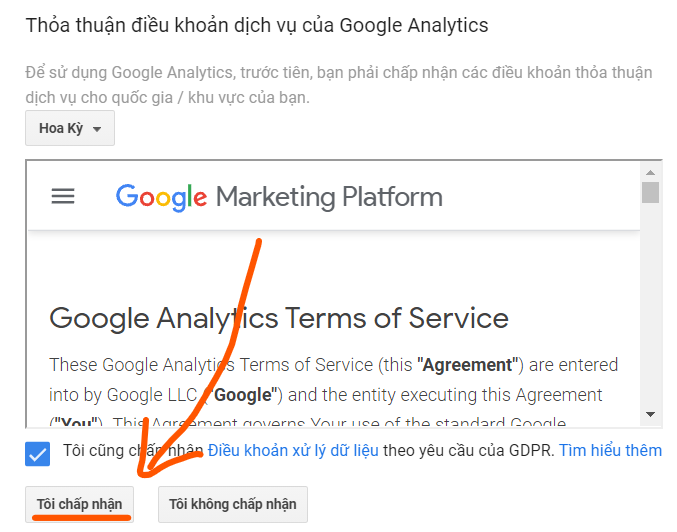 Thỏa thuận điều khoản dịch vụ của Google Analytics
Để sử dụng Google Analytics, trước tiên, bạn phải chấp nhận các điều khoản thỏa thuận
dịch vụ cho quốc gia / khu vực của bạn.
Hoa Kỳ
Google Marketing Platform
Google Analytics Terms of Service
These Google Analytics Terms of Service (this "Agreement") are entered
into by Google LLC ("Google") and the entity executing this Agreement
("You"). This Agreement governs Your use of the standard Google
Tôi cũng chấp nhận Điều khoản xử lý dữ liệu theo yêu cầu của GDPR. Tìm hiểu thêm
Tôi chấp nhận Tôi không chấp nhận